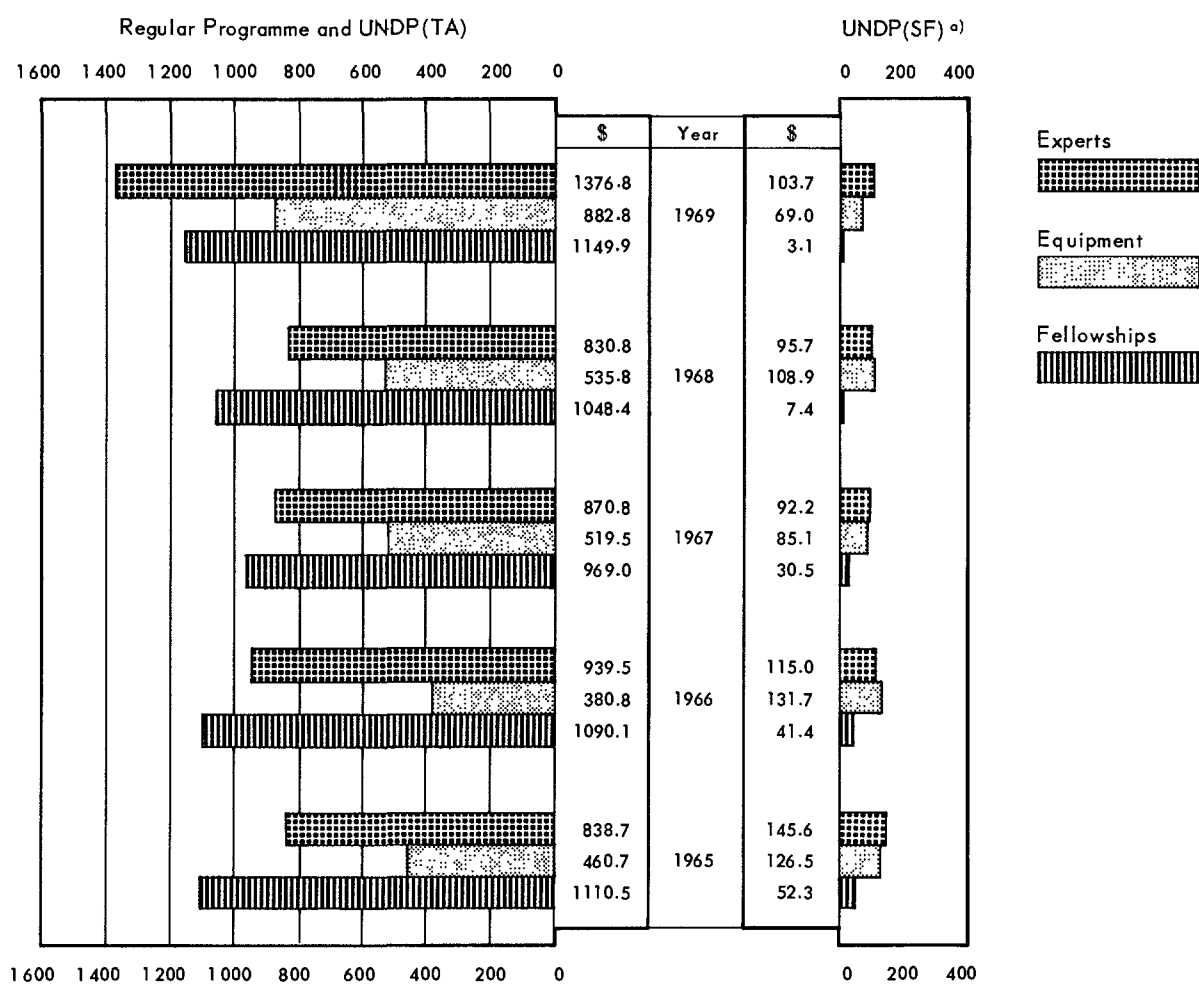 Regular Programme and UNDP(TA) UNDP(SF) a)
1600 1400 1200 1000 800 600 400 200 0 0 200 400
$ Year $
Experts
1376.8 103.7
882.8 1969 69.0
1149.9 3.1
Equipment
Fellowships
830.8 95.7
535.8 1968 108.9
1048.4 7.4
870.8 92.2
519.5 1967 85.1
969.0 30.5
939.5 115.0
380.8 1966 131.7
1090.1 41.4
838.7 145.6
460.7 1965 126.5
1110.5 52.3
1600 1400 1200 1000 800 600 400 200 0 0 200 400